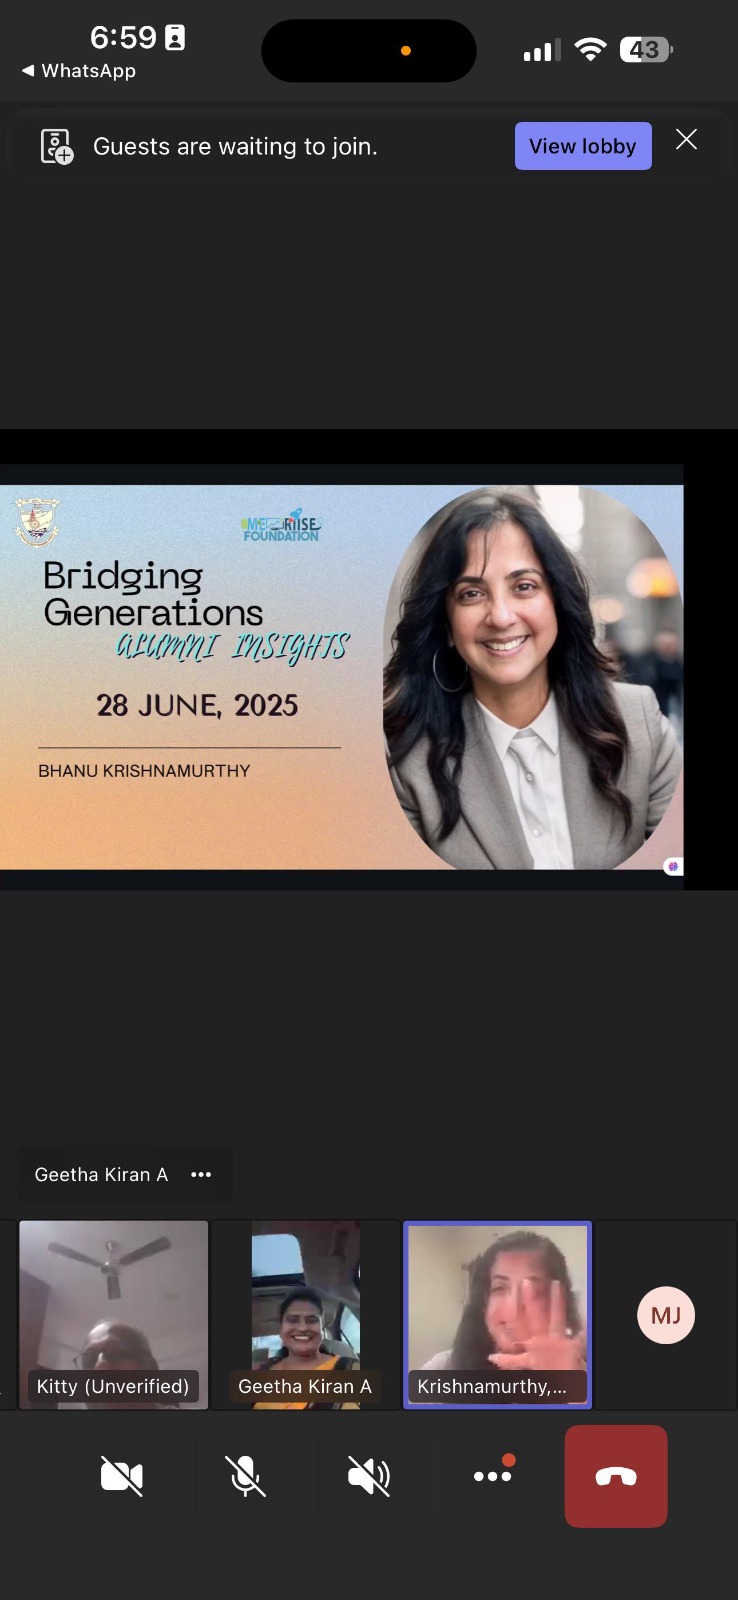 6:59
43
WhatsApp
Guests are waiting to join.
View lobby
FOUNDATION
Bridging
Generations
ALUMNI INSIGHTS
28 JUNE, 2025
BHANU KRISHNAMURTHY
Geetha Kiran A
Kitty (Unverified)
Geetha Kiran A
Krishnamurthy,...
MJ